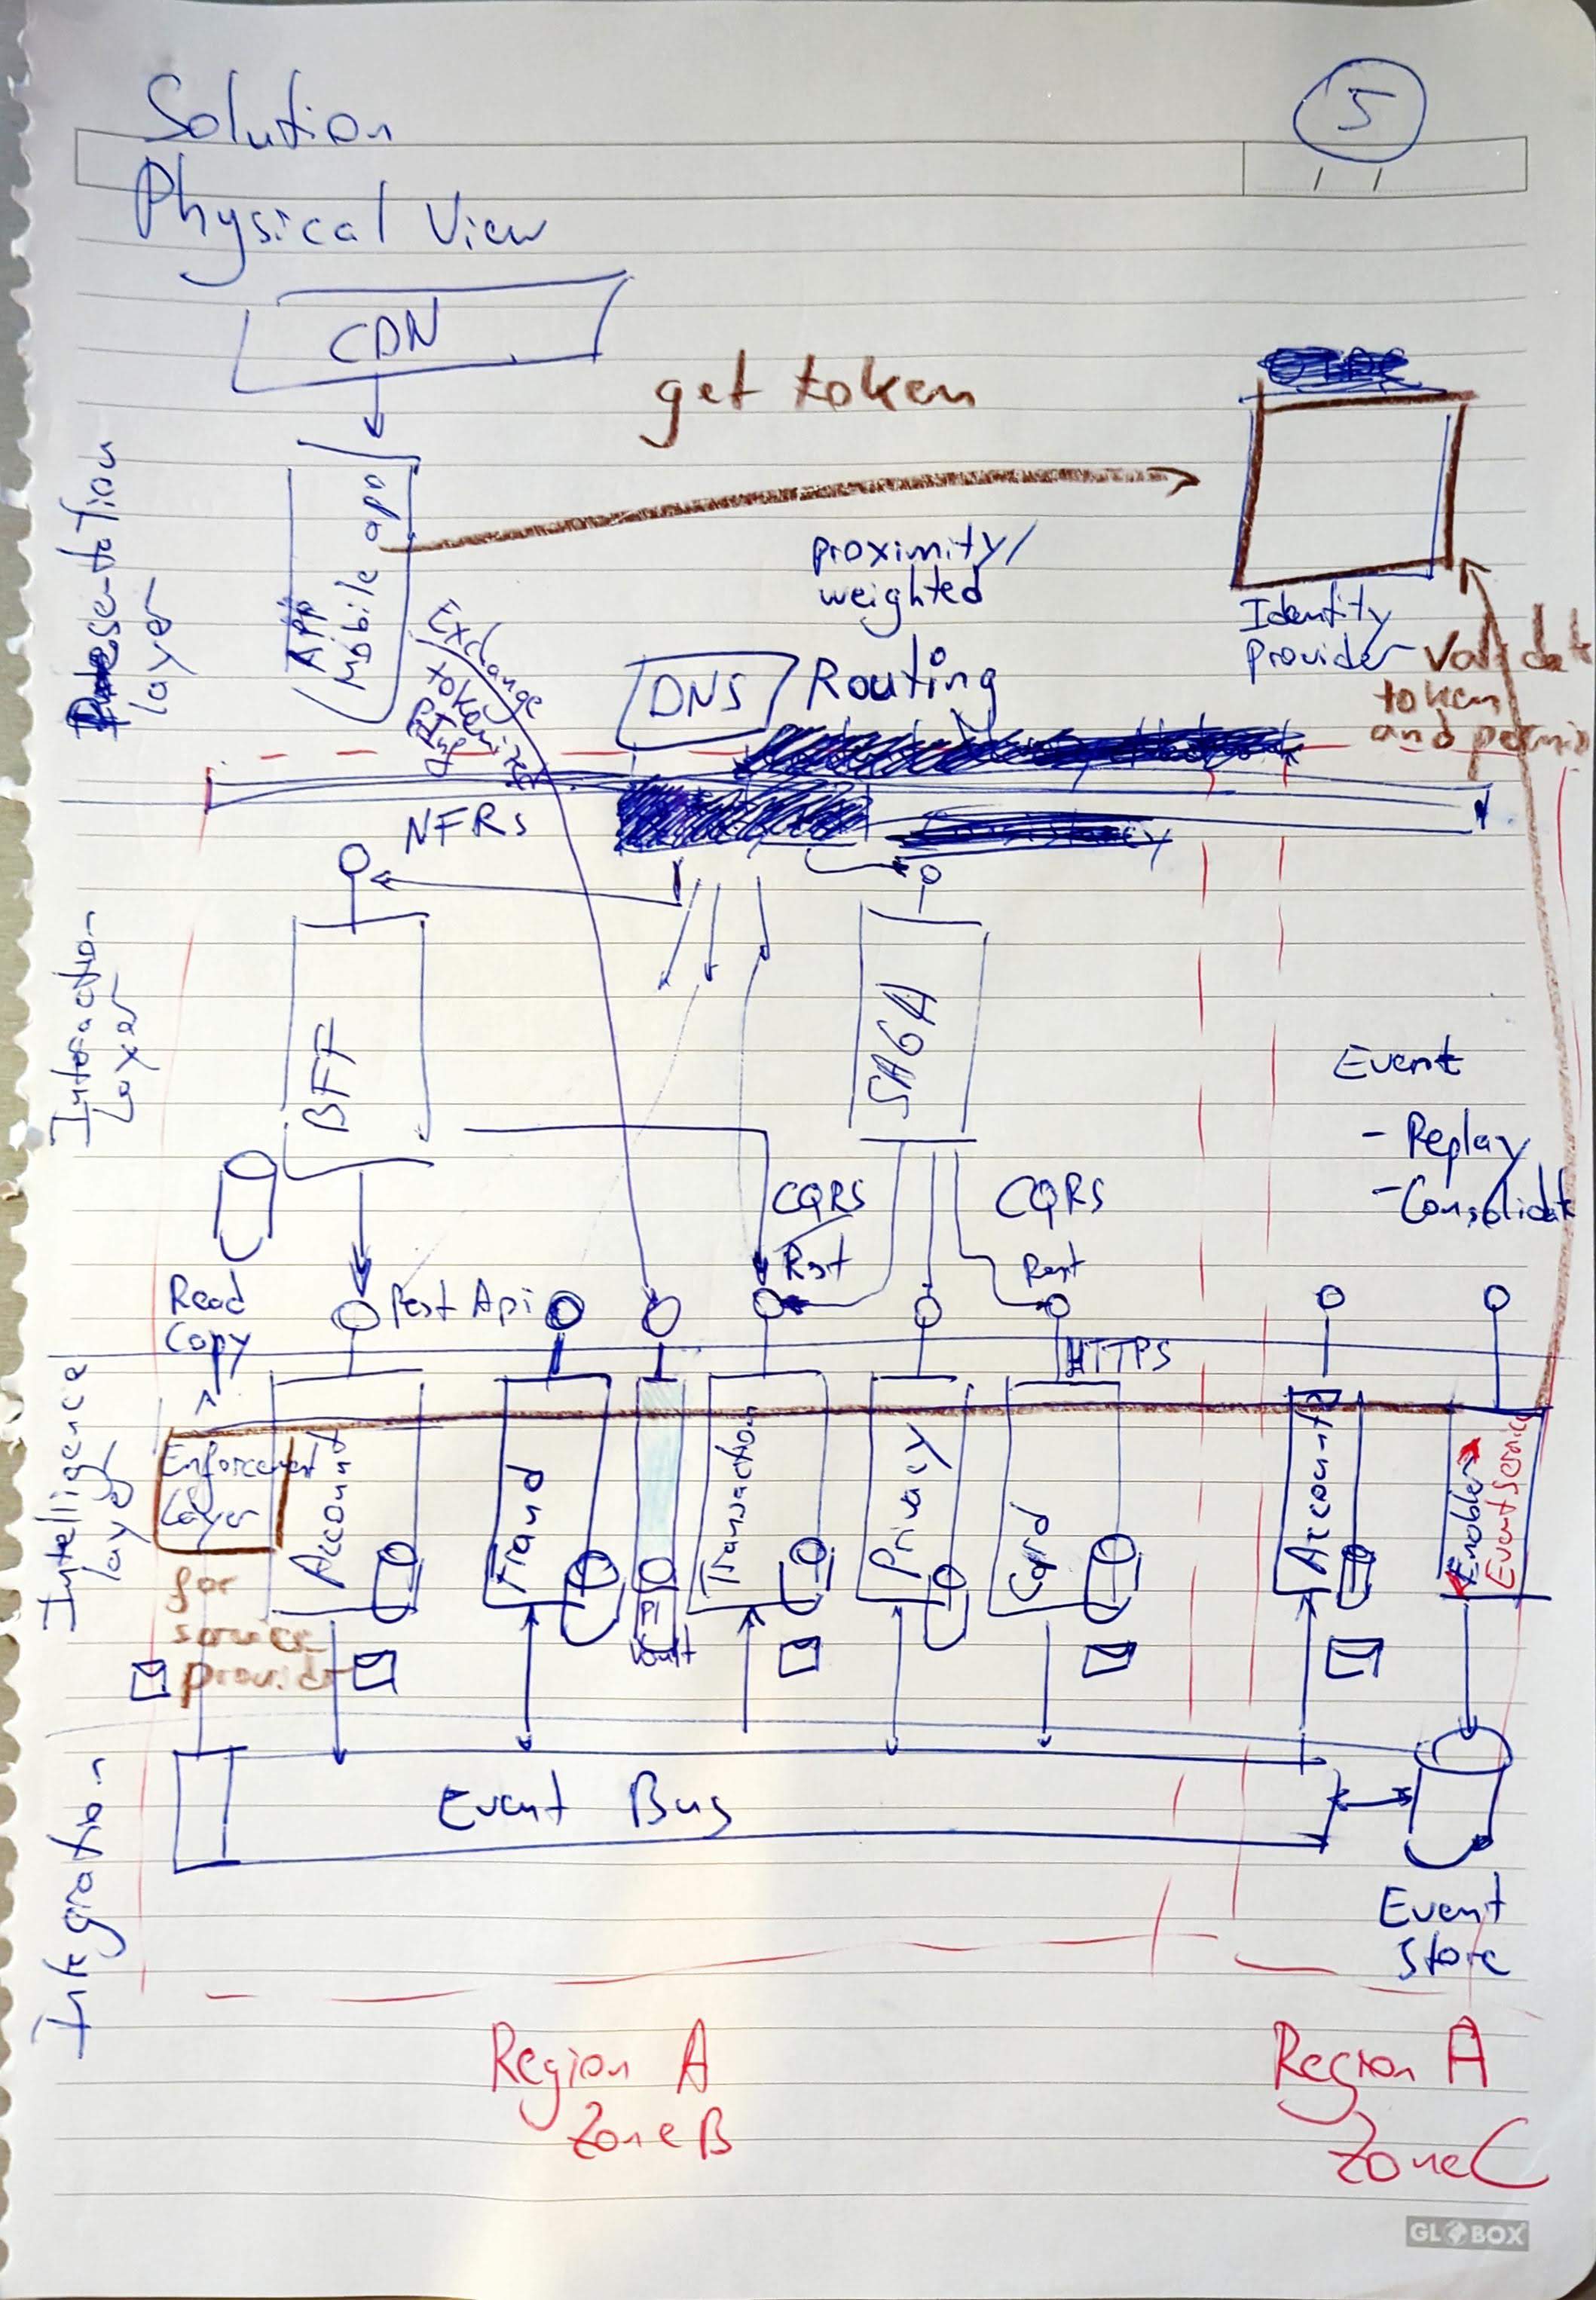 Solution
5
Physical View
CDN
get token
Presentation
layer
App
Mobile app
proximity/
weighted
Identity
Provider
Validate
token
and permis
Exchange
token
DNS
Routing
NFRs
Interaction
Layer
BFF
SAGA
Event
- Replay
- Consolidate
CQRS
Rest
CQRS
Rest
Read
Copy
Rest Api
HTTPS
Intelligence
layer
Enforcement
Layer
for
service
provider
Account
Fraud
PII
Vault
Transaction
Privacy
Card
Account
Enabler
Event Service
Integration
Event Bus
Event
Store
Region A
Zone B
Region A
Zone C
GLOBOX